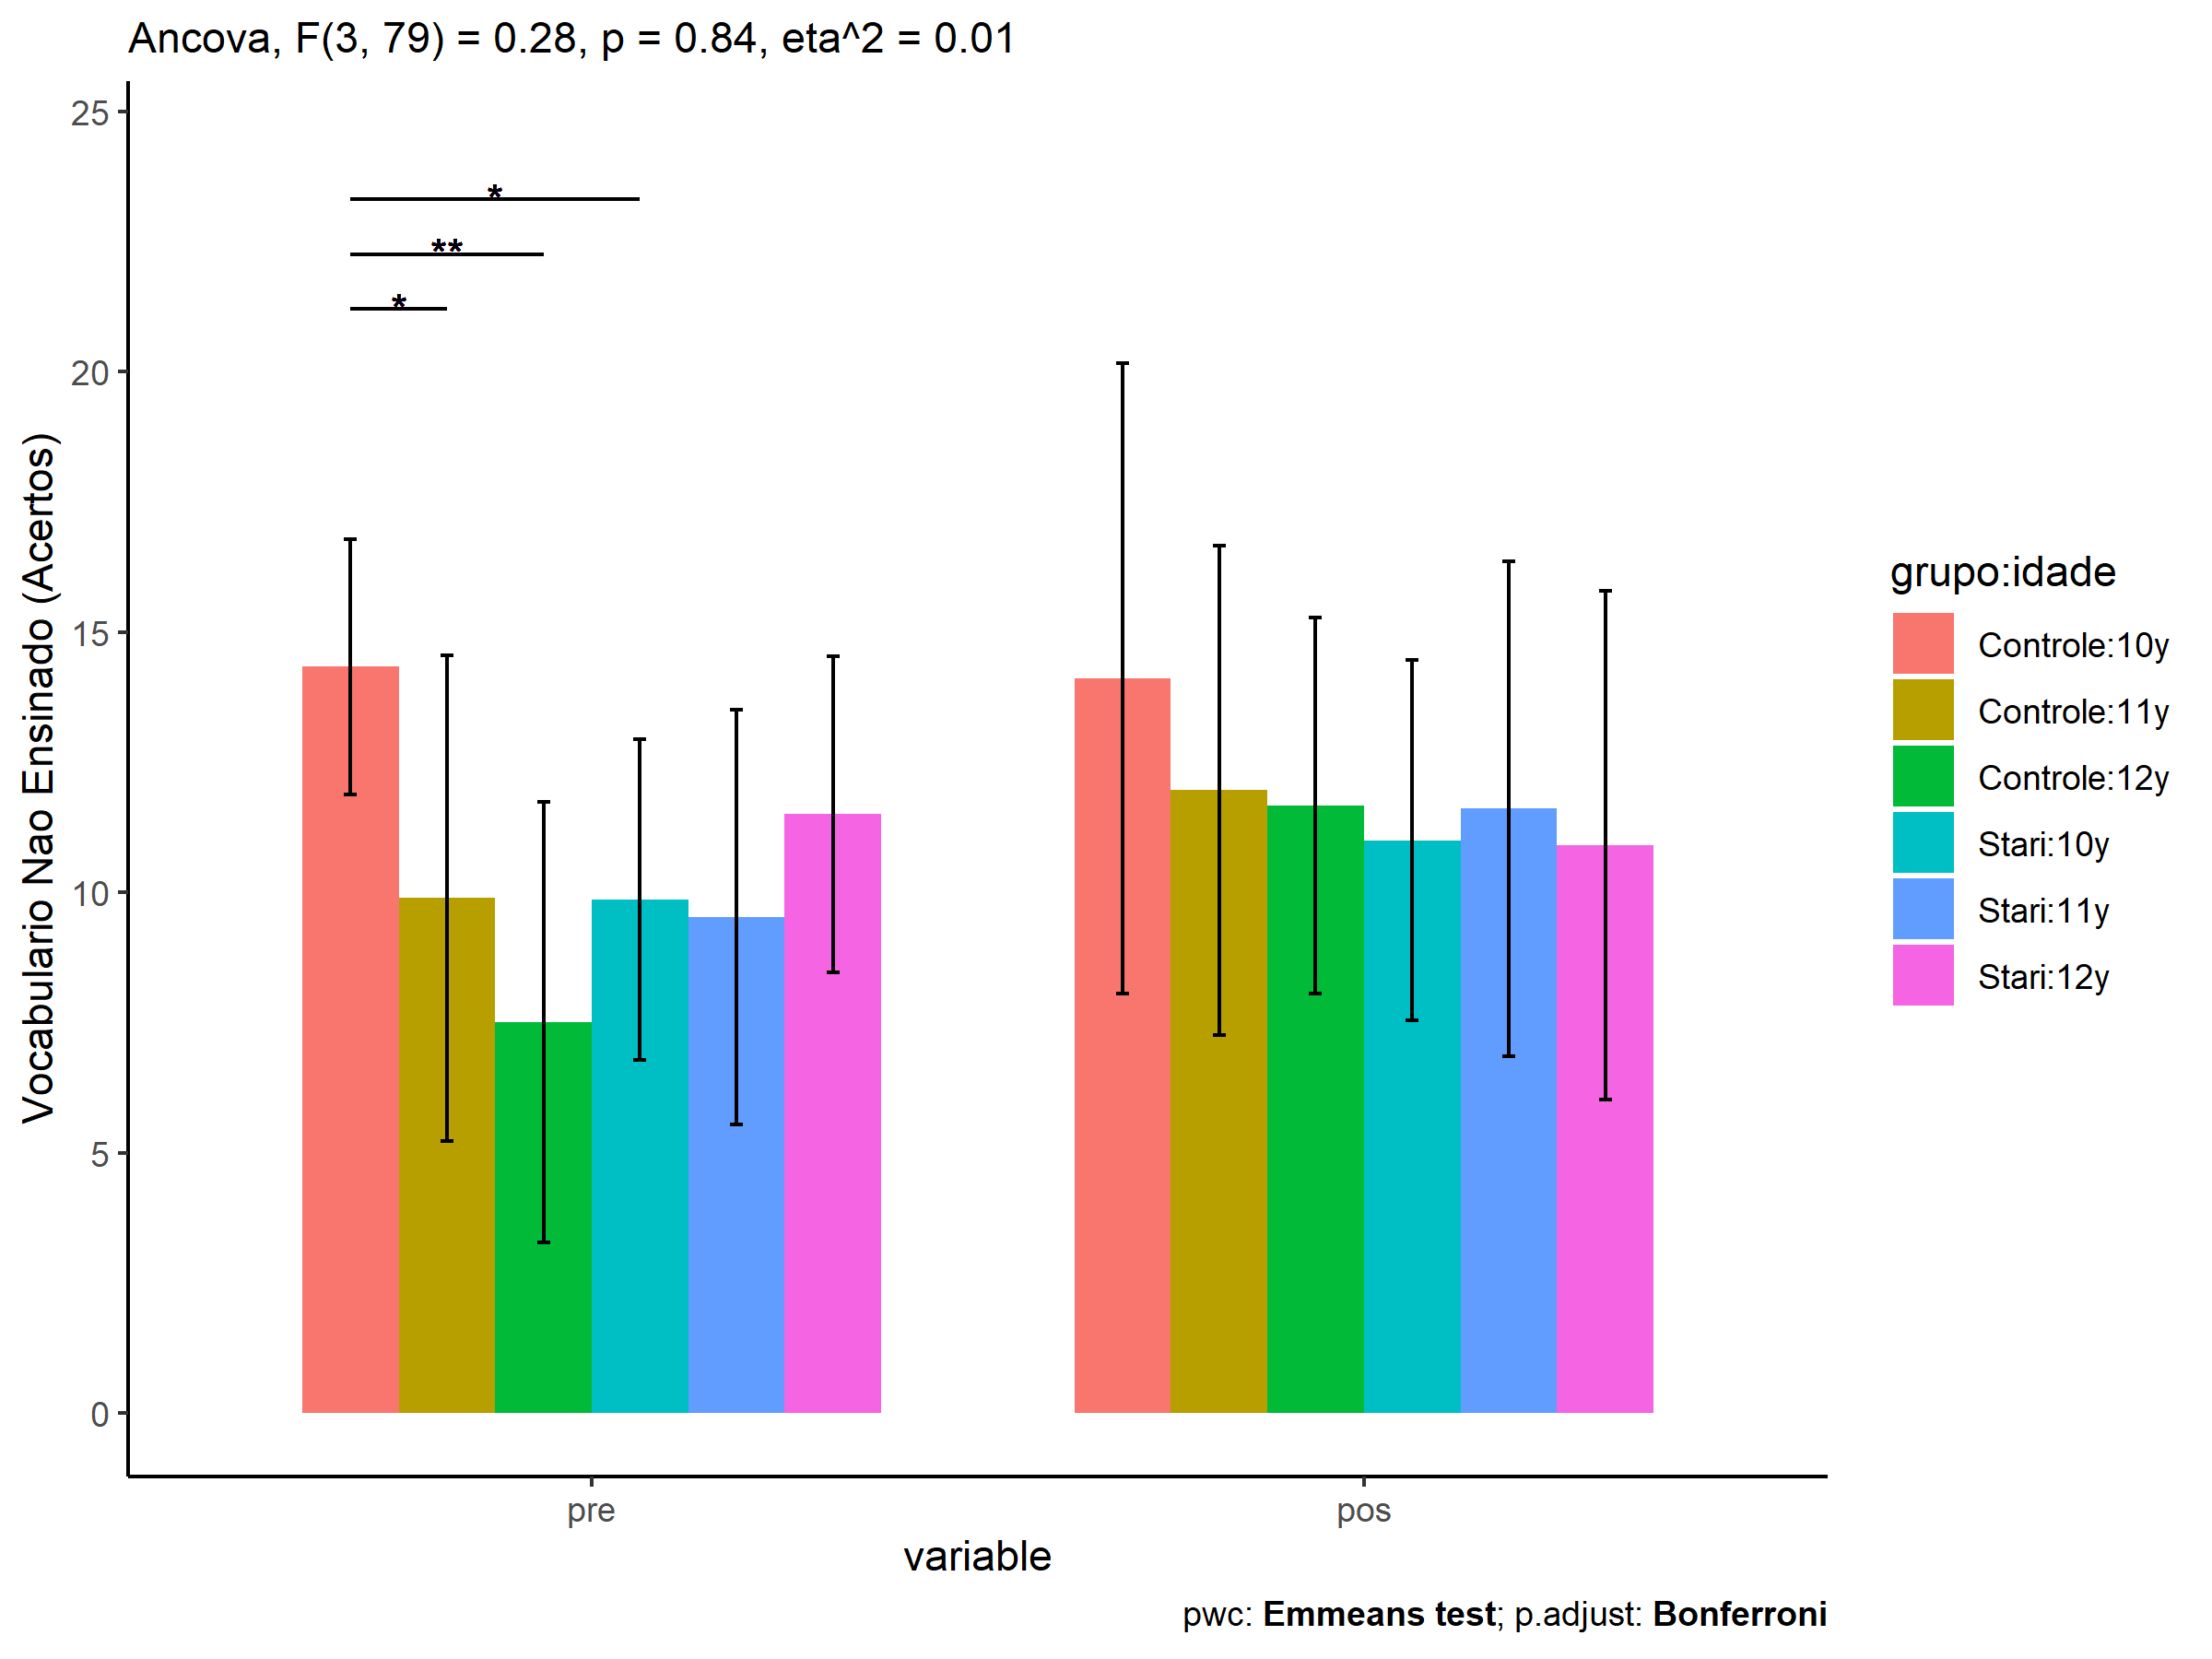 Ancova, F(3, 79) = 0.28, p = 0.84, eta^2 = 0.01
Vocabulario Nao Ensinado (Acertos)
25
20
15
10
5
0
*
**
*
pre
pos
variable
grupo:idade
Controle:10y
Controle:11y
Controle:12y
Stari:10y
Stari:11y
Stari:12y
pwc: Emmeans test; p.adjust: Bonferroni